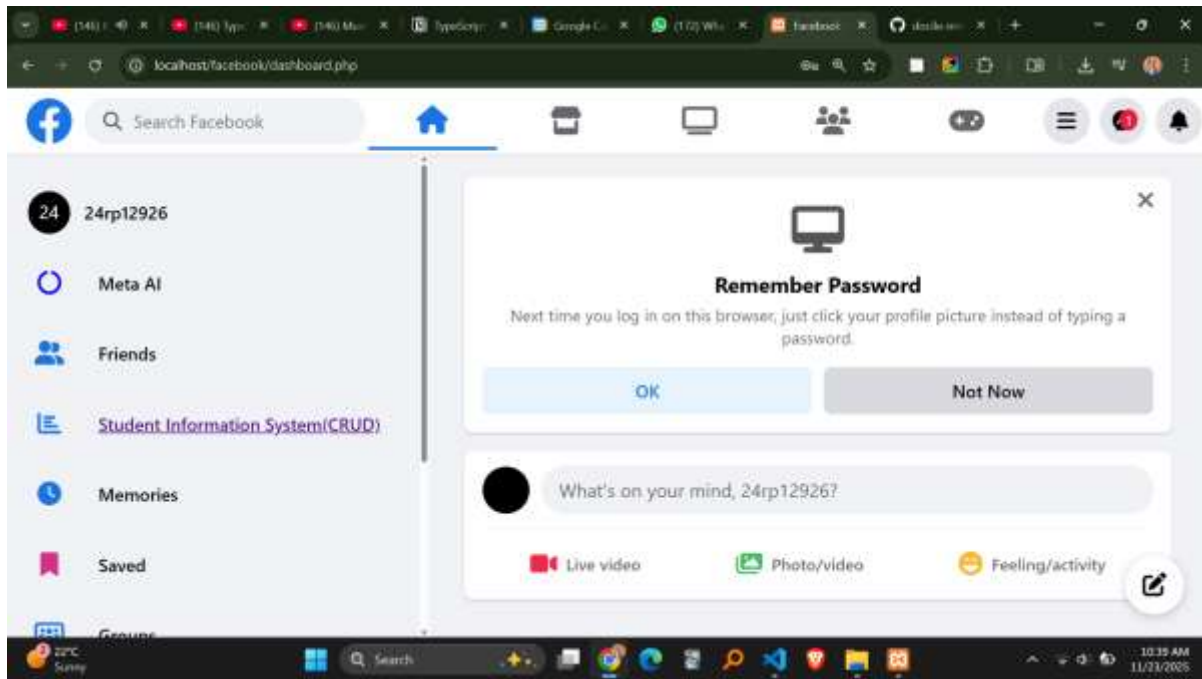 localhost/facebook/dashboard.php
Search Facebook
24
24rp12926
Meta AI
Friends
Student Information System(CRUD)
Memories
Saved
Groups
Remember Password
Next time you log in on this browser, just click your profile picture instead of typing a
password.
OK
Not Now
What's on your mind, 24rp12926?
Live video
Photo/video
Feeling/activity
22°C
Sunny
Search
10:39 AM
11/23/2025